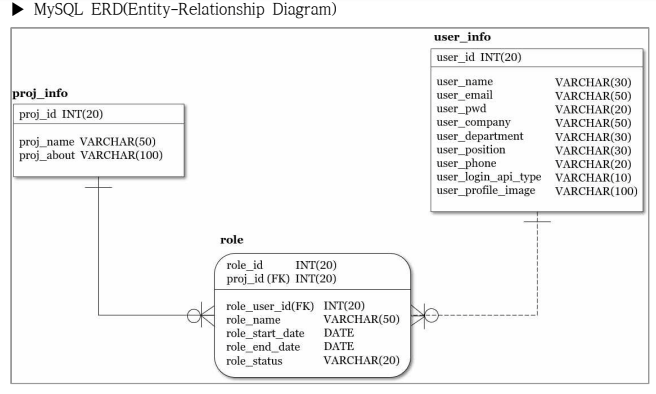 ▶ MySQL ERD(Entity-Relationship Diagram)
user_info
user_id INT(20)
user_name VARCHAR(30)
user_email VARCHAR(50)
user_pwd VARCHAR(20)
user_company VARCHAR(50)
user_department VARCHAR(30)
user_position VARCHAR(30)
user_phone VARCHAR(20)
user_login_api_type VARCHAR(10)
user_profile_image VARCHAR(100)
proj_info
proj_id INT(20)
proj_name VARCHAR(50)
proj_about VARCHAR(100)
role
role_id INT(20)
proj_id (FK) INT(20)
role_user_id(FK) INT(20)
role_name VARCHAR(50)
role_start_date DATE
role_end_date DATE
role_status VARCHAR(20)